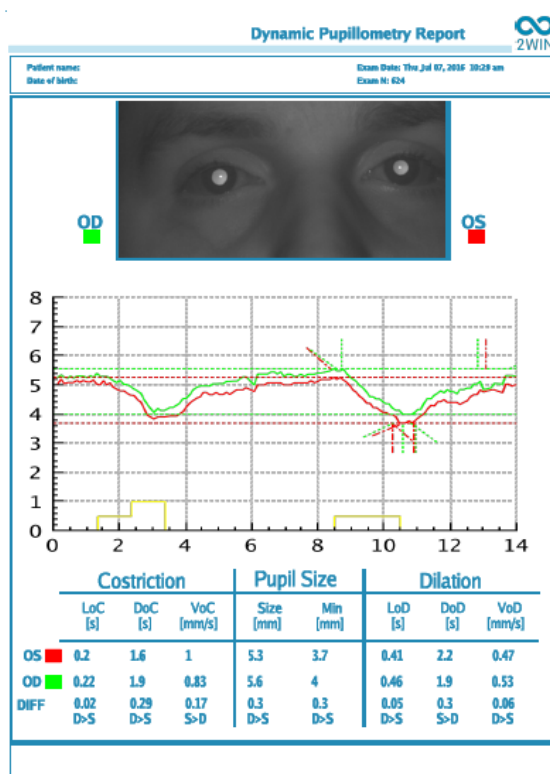 Dynamic Pupillometry Report
2WIN
Patient name: Exam Date: Thu Jul 07, 2016 10:29 am
Date of birth: Exam N: 624
OD OS
8
7
6
5
4
3
2
1
0
0 2 4 6 8 10 12 14
Costriction Pupil Size Dilation
LoC DoC VoC Size Min LoD DoD VoD
[s] [s] [mm/s] [mm] [mm] [s] [s] [mm/s]
OS 0.2 1.6 1 5.3 3.7 0.41 2.2 0.47
OD 0.22 1.9 0.83 5.6 4 0.46 1.9 0.53
DIFF 0.02 0.29 0.17 0.3 0.3 0.05 0.3 0.06
D>S D>S S>D D>S D>S D>S S>D D>S